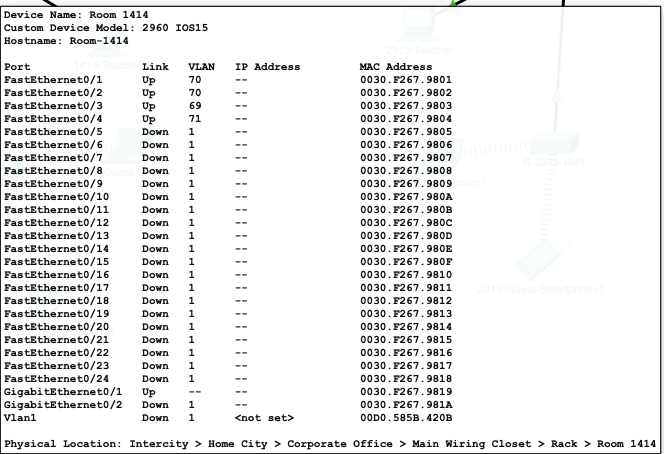 Device Name: Room 1414
Custom Device Model: 2960 IOS15
Hostname: Room-1414
Port Link VLAN IP Address MAC Address
FastEthernet0/1 Up 70 -- 0030.F267.9801
FastEthernet0/2 Up 70 -- 0030.F267.9802
FastEthernet0/3 Up 69 -- 0030.F267.9803
FastEthernet0/4 Up 71 -- 0030.F267.9804
FastEthernet0/5 Down 1 -- 0030.F267.9805
FastEthernet0/6 Down 1 -- 0030.F267.9806
FastEthernet0/7 Down 1 -- 0030.F267.9807
FastEthernet0/8 Down 1 -- 0030.F267.9808
FastEthernet0/9 Down 1 -- 0030.F267.9809
FastEthernet0/10 Down 1 -- 0030.F267.980A
FastEthernet0/11 Down 1 -- 0030.F267.980B
FastEthernet0/12 Down 1 -- 0030.F267.980C
FastEthernet0/13 Down 1 -- 0030.F267.980D
FastEthernet0/14 Down 1 -- 0030.F267.980E
FastEthernet0/15 Down 1 -- 0030.F267.980F
FastEthernet0/16 Down 1 -- 0030.F267.9810
FastEthernet0/17 Down 1 -- 0030.F267.9811
FastEthernet0/18 Down 1 -- 0030.F267.9812
FastEthernet0/19 Down 1 -- 0030.F267.9813
FastEthernet0/20 Down 1 -- 0030.F267.9814
FastEthernet0/21 Down 1 -- 0030.F267.9815
FastEthernet0/22 Down 1 -- 0030.F267.9816
FastEthernet0/23 Down 1 -- 0030.F267.9817
FastEthernet0/24 Down 1 -- 0030.F267.9818
GigabitEthernet0/1 Up -- -- 0030.F267.9819
GigabitEthernet0/2 Down 1 -- 0030.F267.981A
Vlan1 Down 1 <not set> 00D0.585B.420B
Physical Location: Intercity > Home City > Corporate Office > Main Wiring Closet > Rack > Room 1414
2313-Teacher
R-2313-WiFi
2313-Guest-Smartphone1